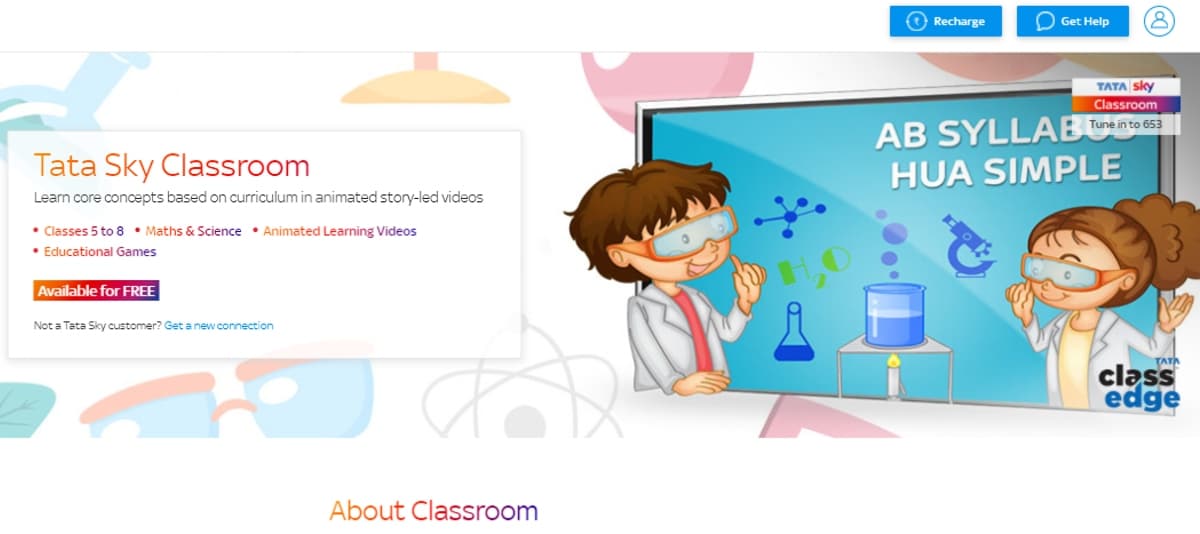 Recharge
Get Help
TATA sky
Classroom
Tune in to 653
AB SYLLABUS
HUA SIMPLE
Tata Sky Classroom
Learn core concepts based on curriculum in animated story-led videos
• Classes 5 to 8 • Maths & Science • Animated Learning Videos
• Educational Games
Available for FREE
Not a Tata Sky customer? Get a new connection
H₂O
TATA
class
edge
About Classroom